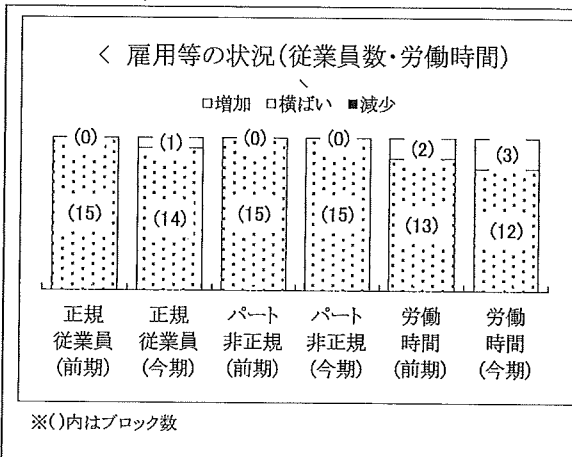 < 雇用等の状況(従業員数・労働時間)
□増加 □横ばい ■減少
(0) (1) (0) (0) (2) (3)
(15) (14) (15) (15) (13) (12)
正規 正規 パート パート 労働 労働
従業員 従業員 非正規 非正規 時間 時間
(前期) (今期) (前期) (今期) (前期) (今期)
※()内はブロック数